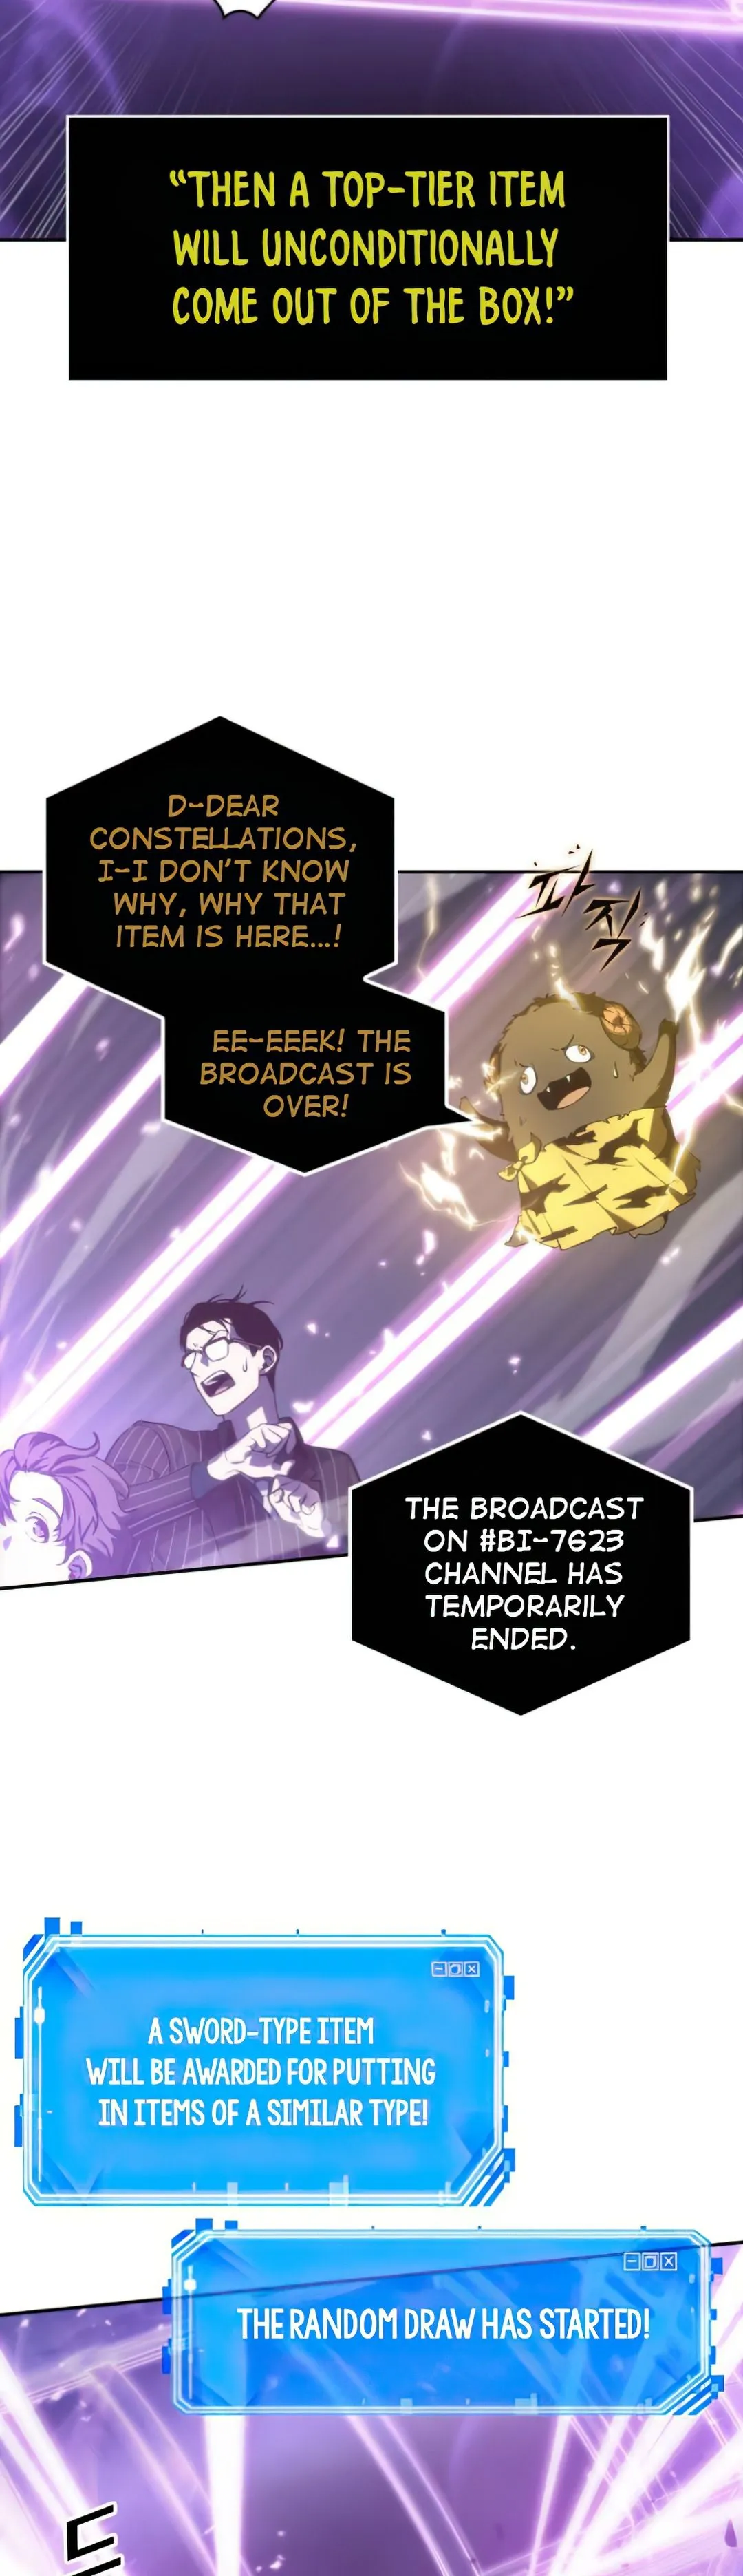 “THEN A TOP-TIER ITEM
WILL UNCONDITIONALLY
COME OUT OF THE BOX!”
D-DEAR
CONSTELLATIONS,
I-I DON'T KNOW
WHY, WHY THAT
ITEM IS HERE...!
파직
EE-EEEK! THE
BROADCAST IS
OVER!
THE BROADCAST
ON #BI-7623
CHANNEL HAS
TEMPORARILY
ENDED.
A SWORD-TYPE ITEM
WILL BE AWARDED FOR PUTTING
IN ITEMS OF A SIMILAR TYPE!
THE RANDOM DRAW HAS STARTED!